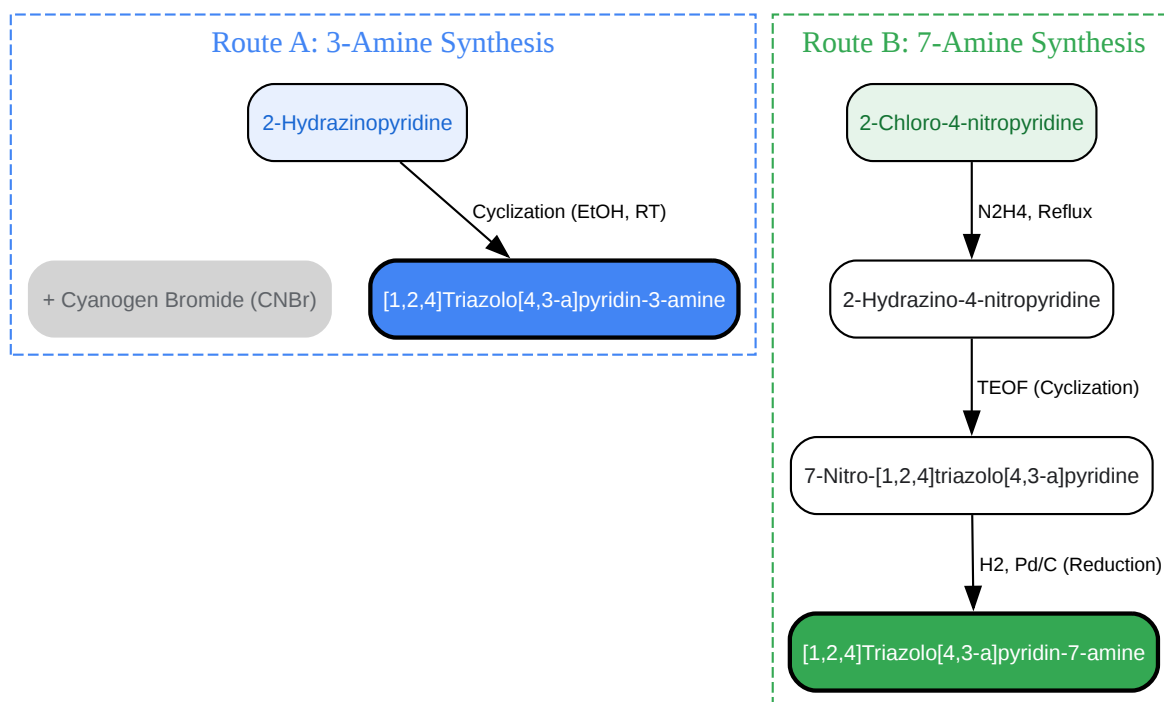 Route A: 3-Amine Synthesis
2-Hydrazinopyridine
Cyclization (EtOH, RT)
+ Cyanogen Bromide (CNBr)
[1,2,4]Triazolo[4,3-a]pyridin-3-amine
Route B: 7-Amine Synthesis
2-Chloro-4-nitropyridine
N2H4, Reflux
2-Hydrazino-4-nitropyridine
TEOF (Cyclization)
7-Nitro-[1,2,4]triazolo[4,3-a]pyridine
H2, Pd/C (Reduction)
[1,2,4]Triazolo[4,3-a]pyridin-7-amine